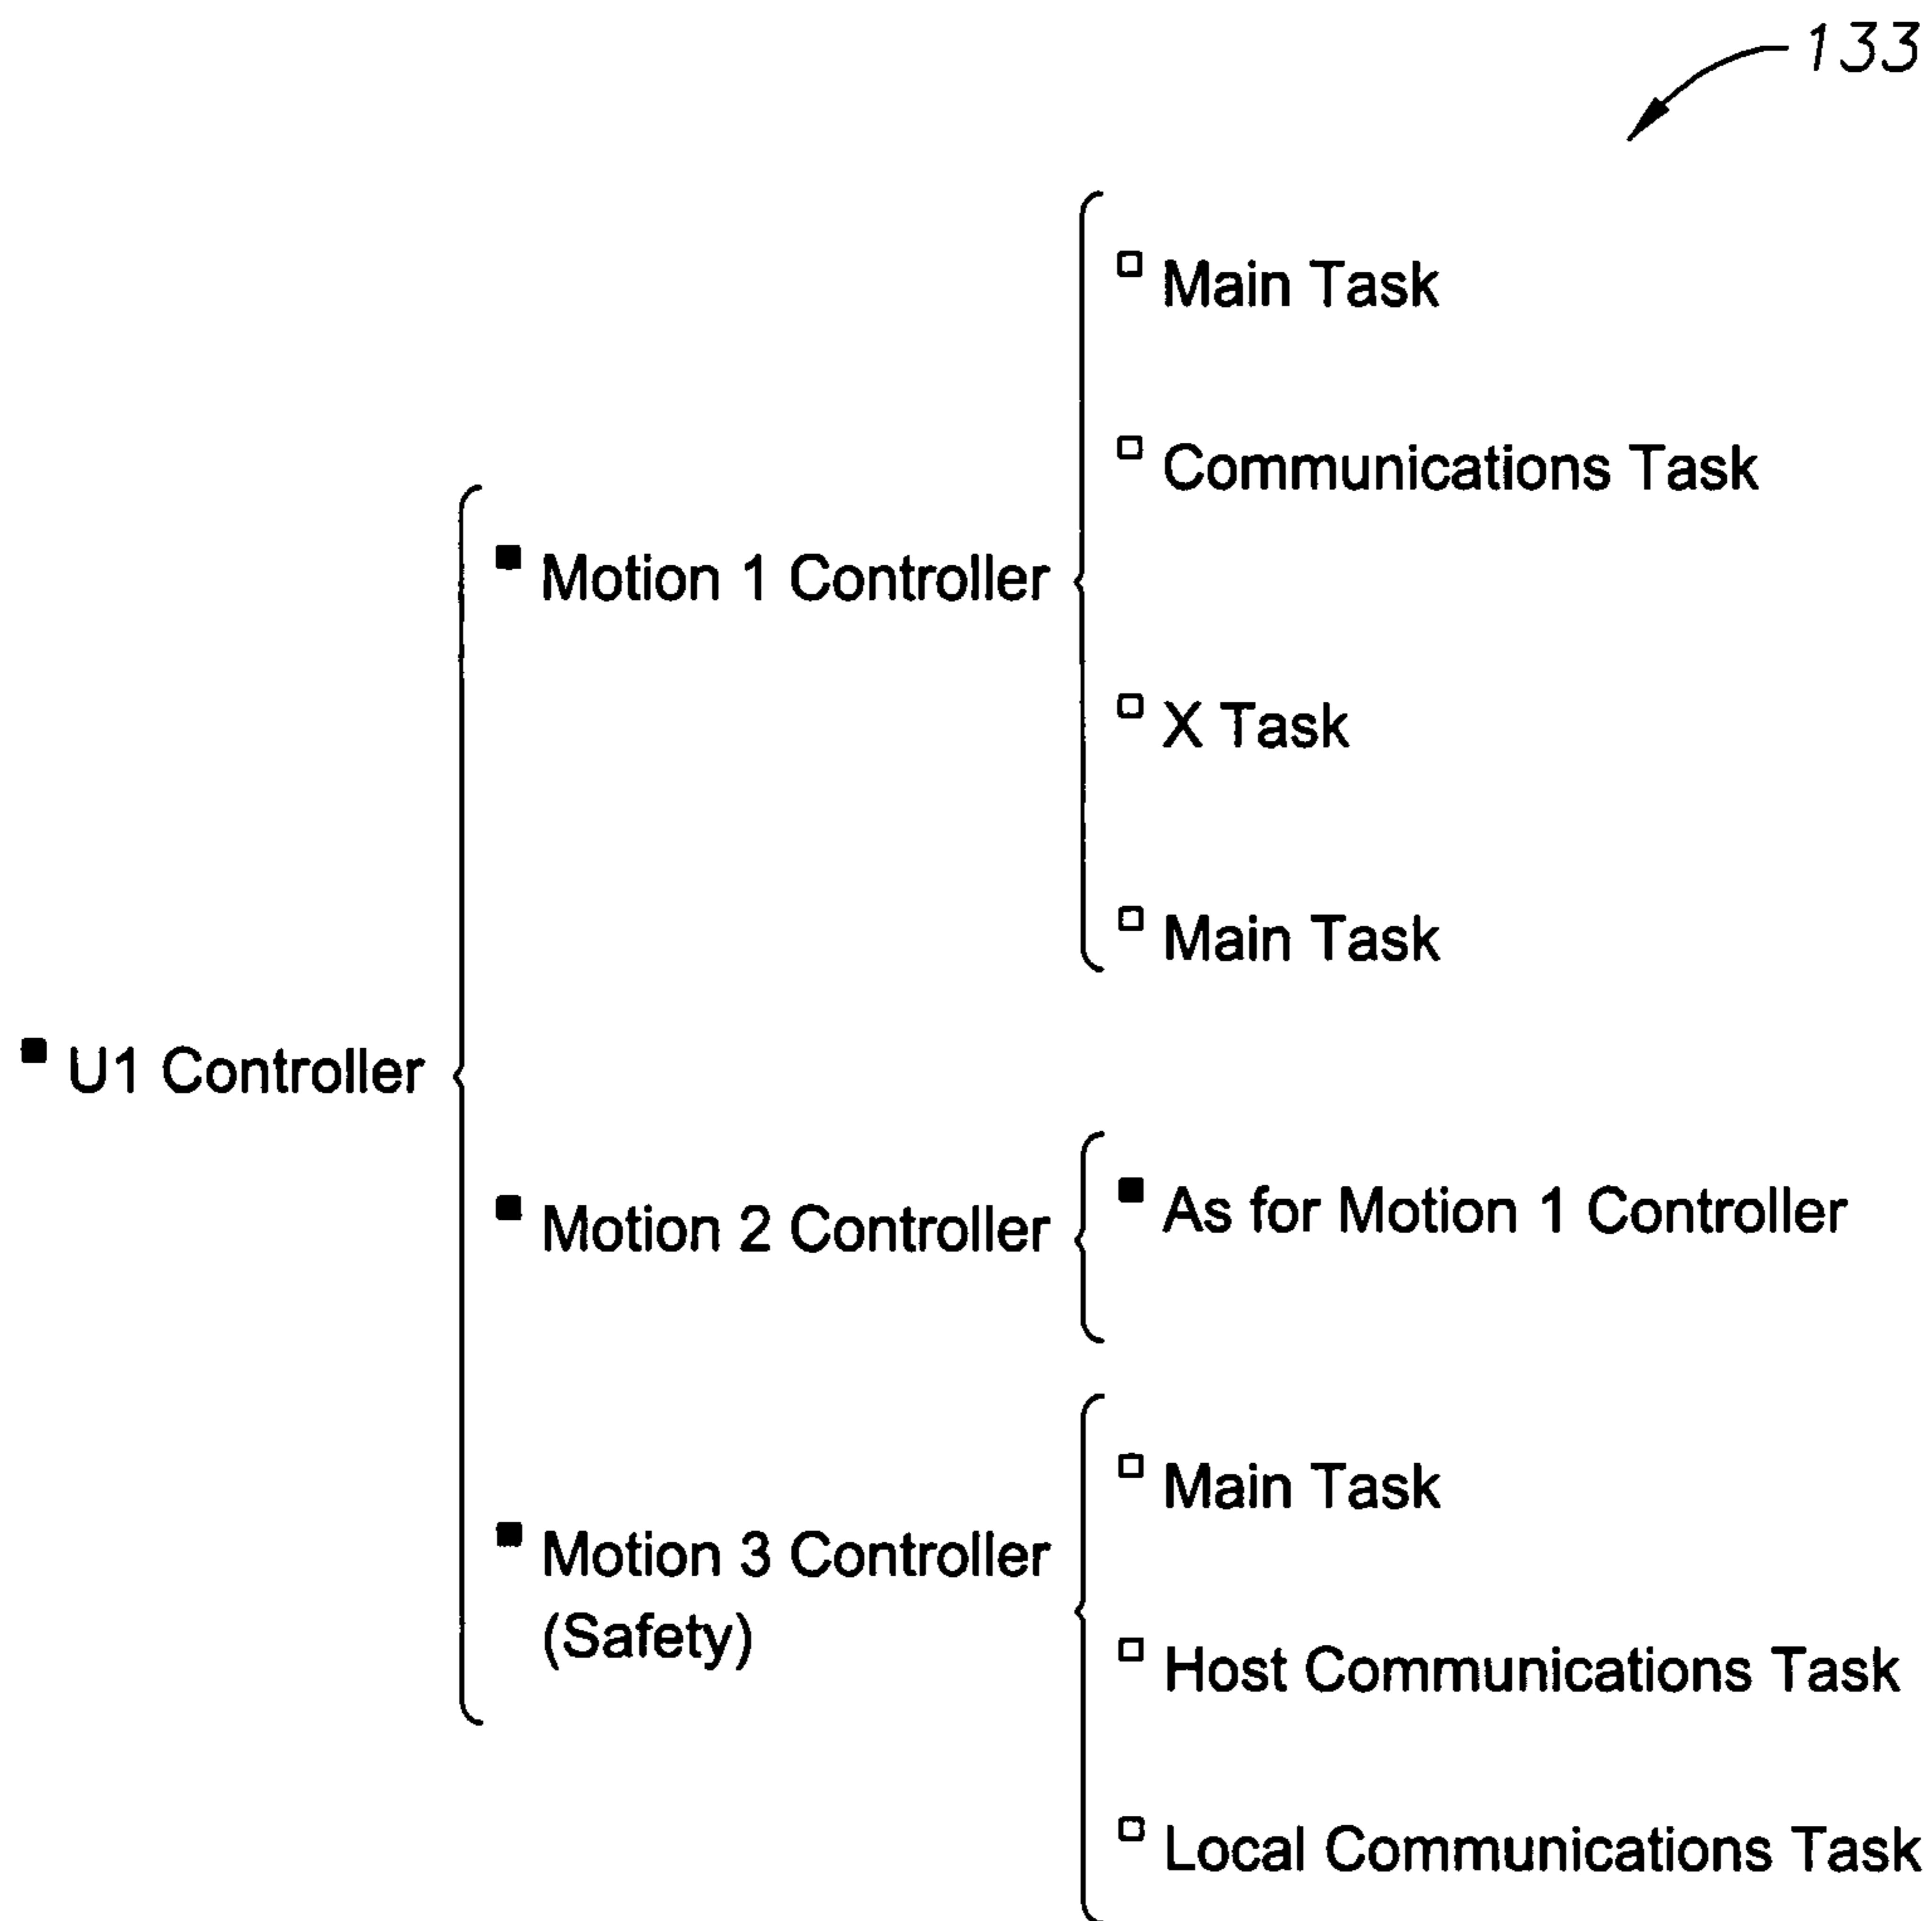 133
Main Task
Communications Task
Motion 1 Controller
X Task
Main Task
U1 Controller
As for Motion 1 Controller
Motion 2 Controller
Main Task
Motion 3 Controller
(Safety)
Host Communications Task
Local Communications Task